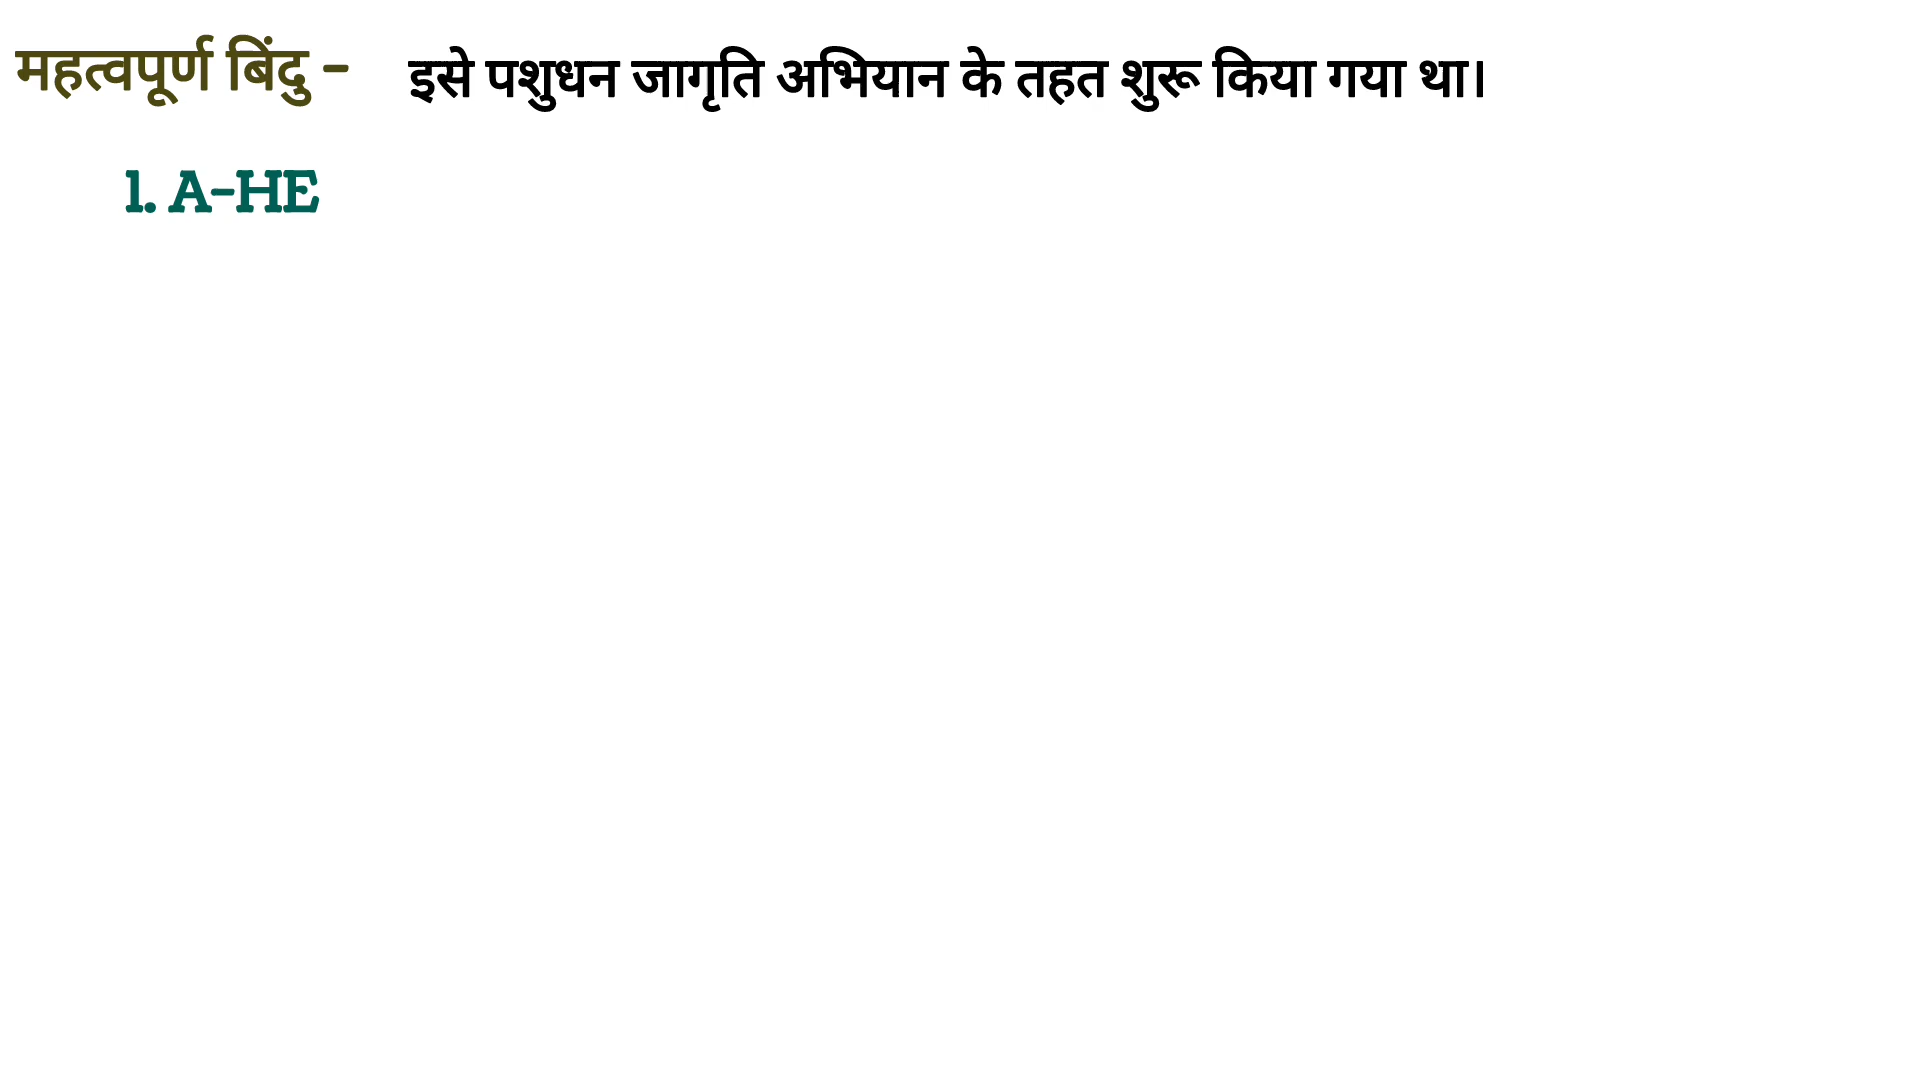 महत्वपूर्ण बिंदु - इसे पशुधन जागृति अभियान के तहत शुरू किया गया था।
1. A-HE